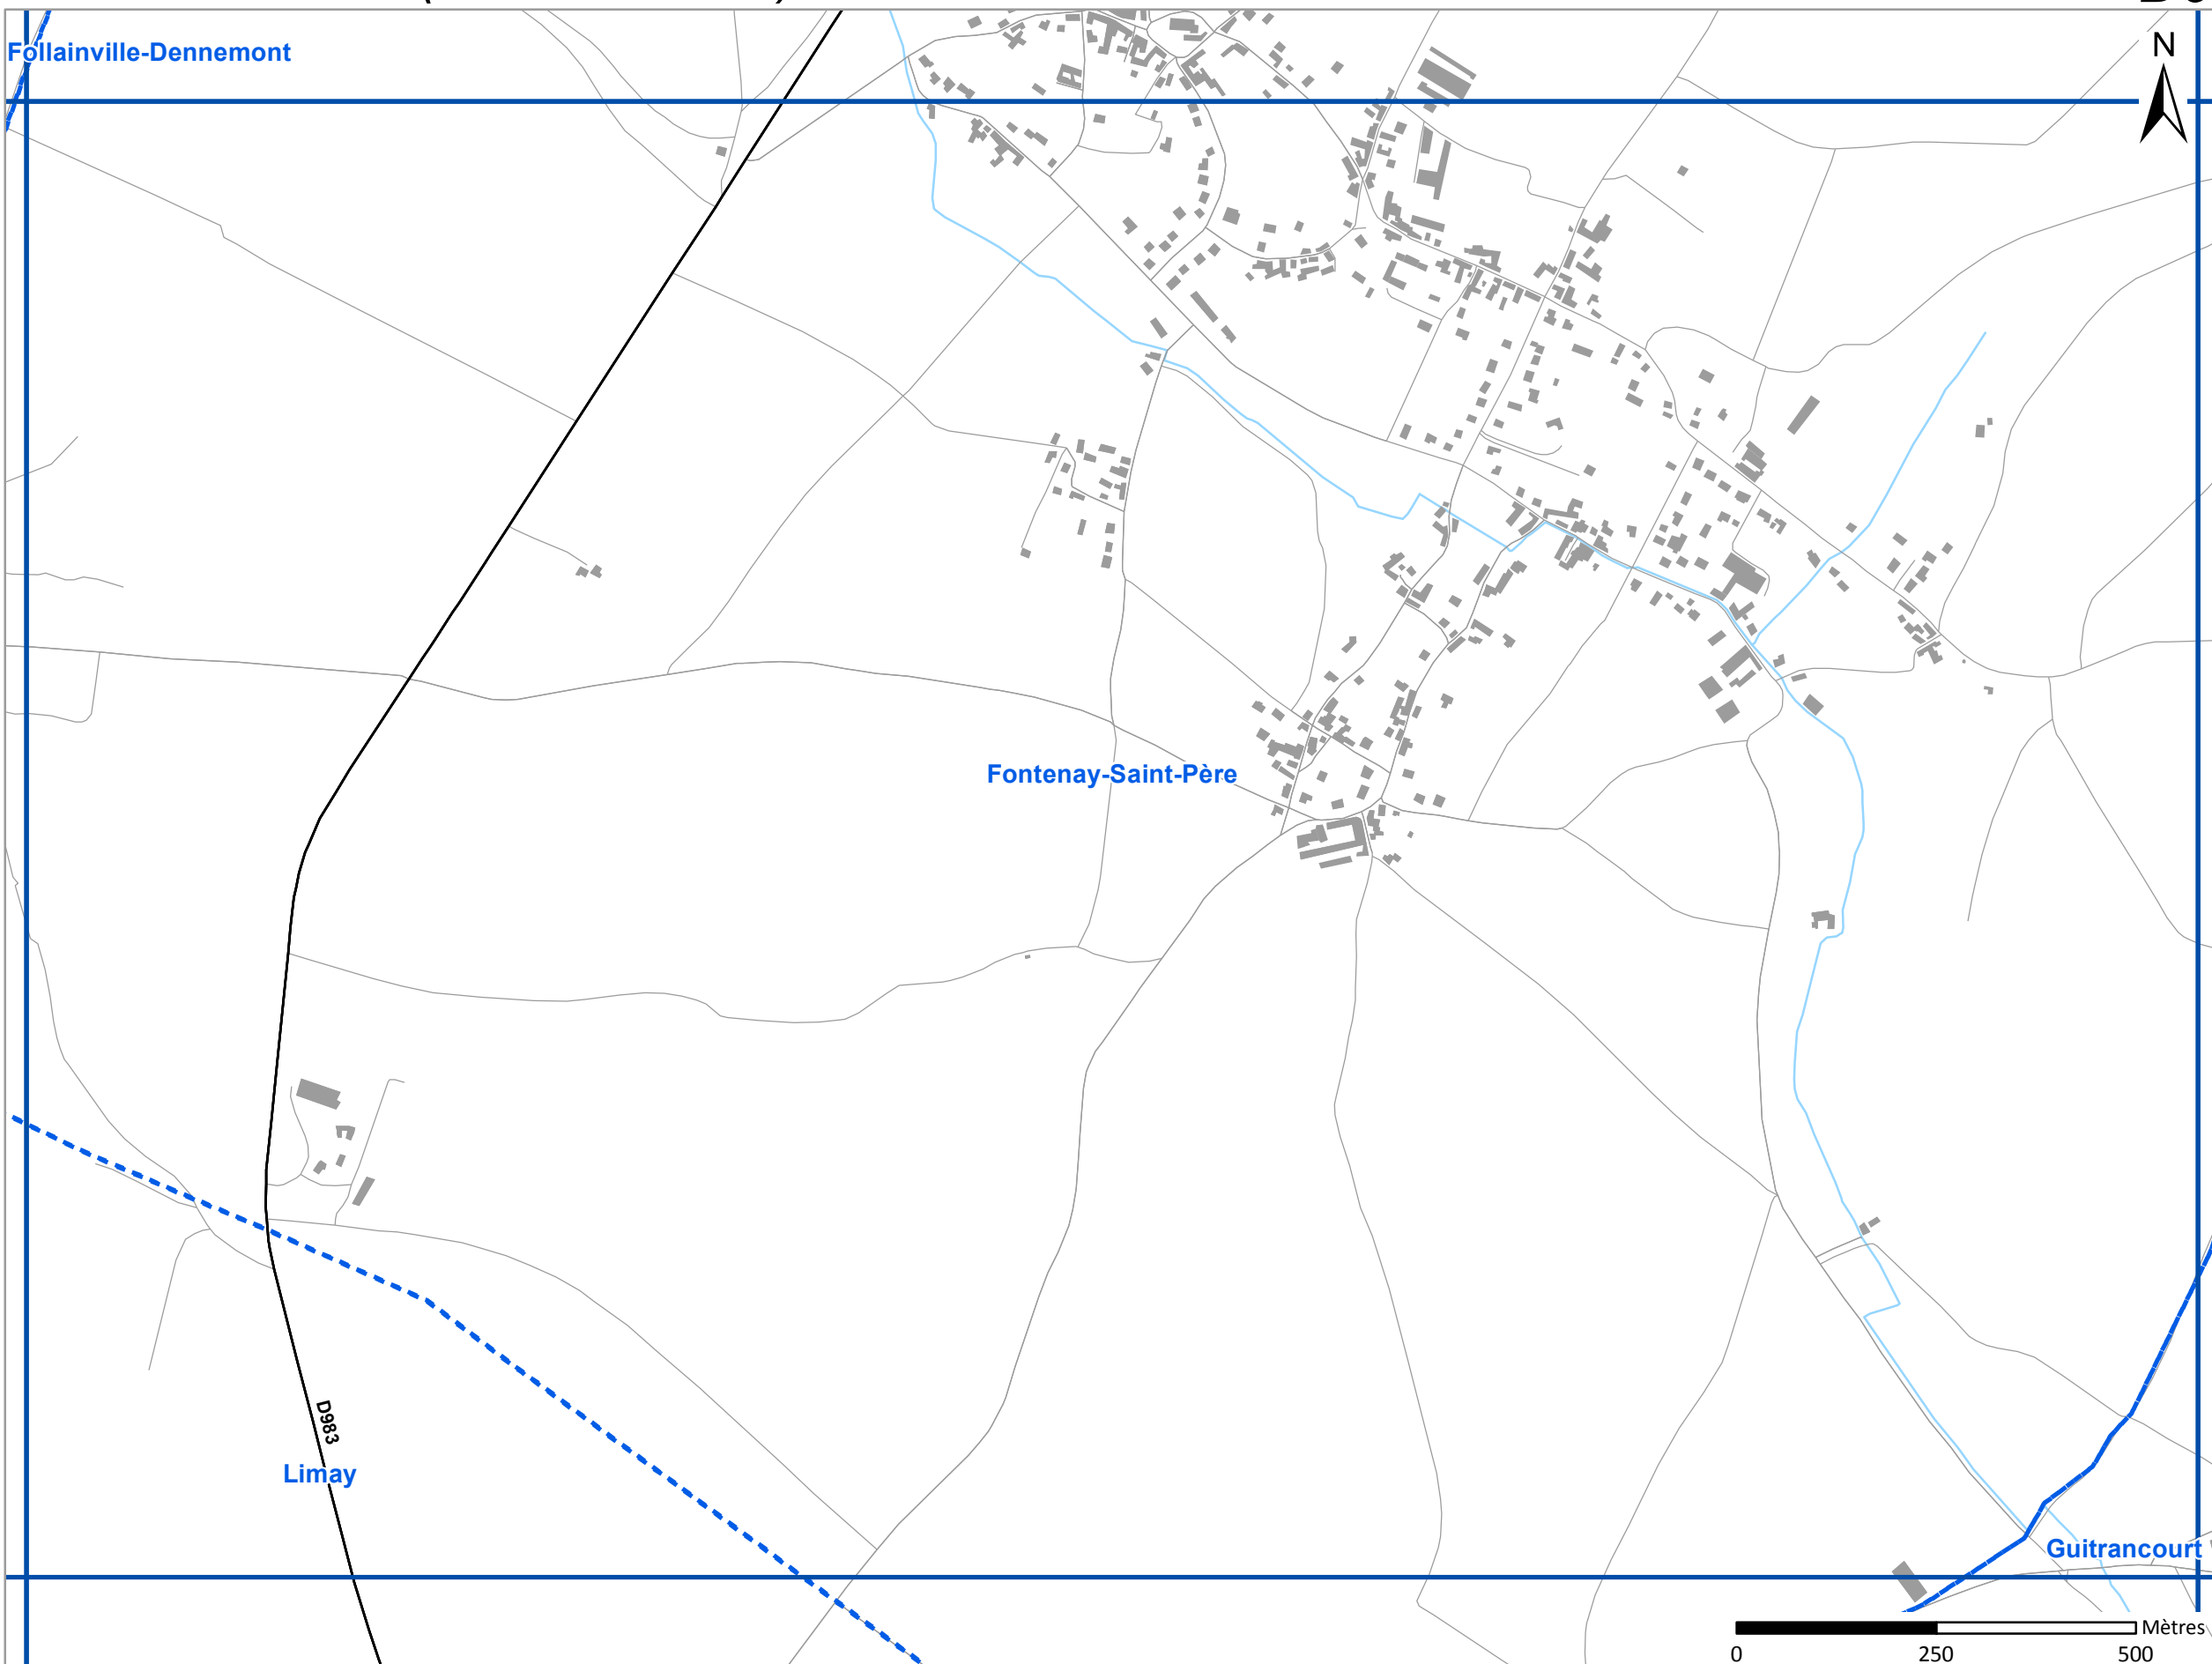 Follainville-Dennemont
N
Fontenay-Saint-Père
D983
Limay
Guitrancourt
Mètres
0 250 500